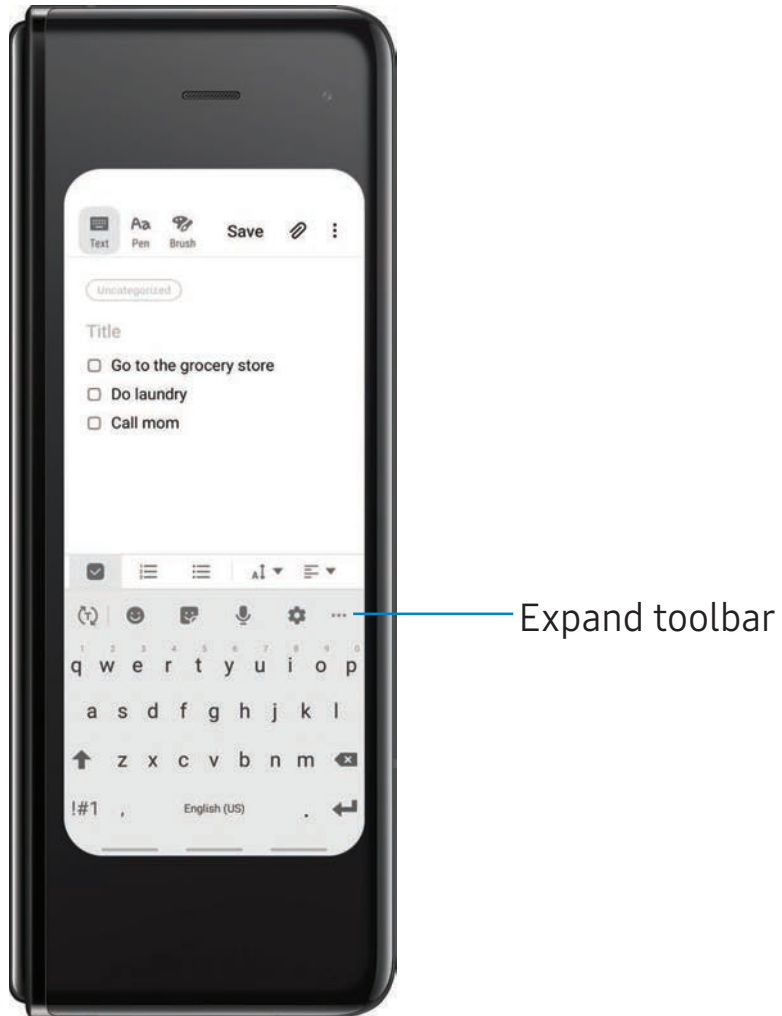 Aa
Save
Text Pen Brush
Uncategorized
Title
Go to the grocery store
Do laundry
Call mom
A
T
Expand toolbar
1 2 3 4 5 6 7 8 9 0
q w e r t y u i o p
a s d f g h j k l
z x c v b n m
!#1 , English (US) .